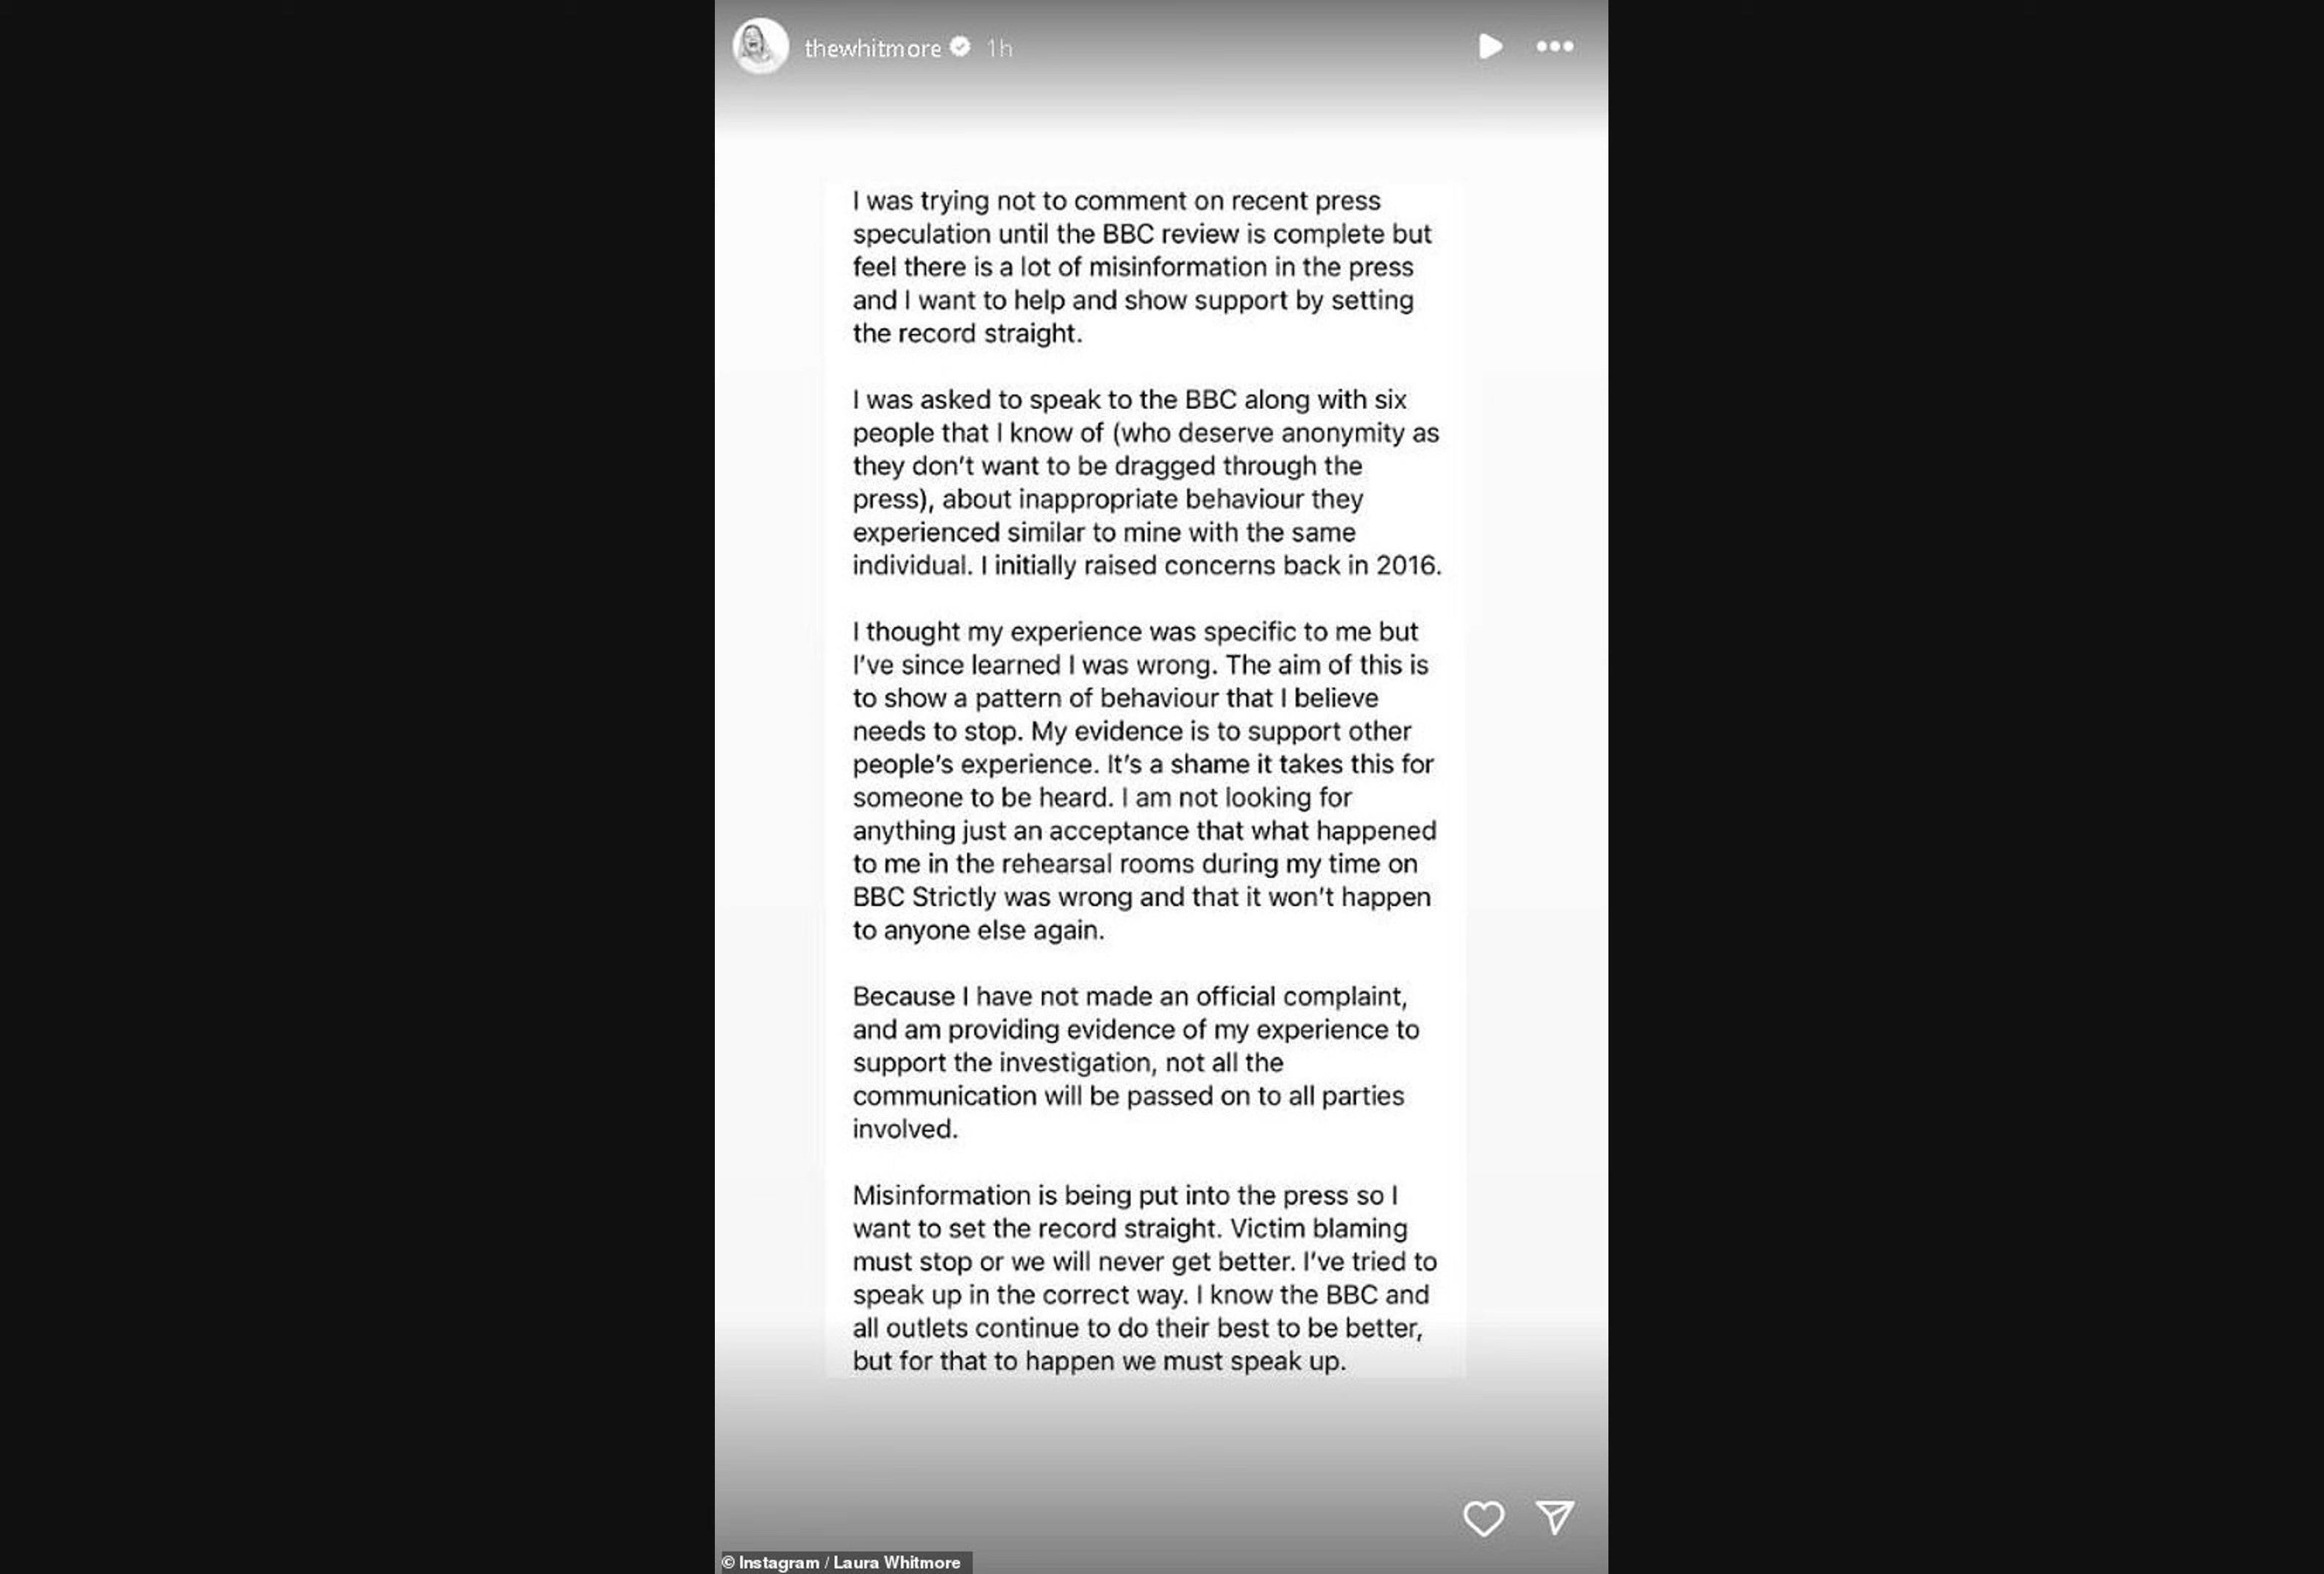 thewhitmore 1h
I was trying not to comment on recent press
speculation until the BBC review is complete but
feel there is a lot of misinformation in the press
and I want to help and show support by setting
the record straight.
I was asked to speak to the BBC along with six
people that I know of (who deserve anonymity as
they don't want to be dragged through the
press), about inappropriate behaviour they
experienced similar to mine with the same
individual. I initially raised concerns back in 2016.
I thought my experience was specific to me but
I've since learned I was wrong. The aim of this is
to show a pattern of behaviour that I believe
needs to stop. My evidence is to support other
people's experience. It's a shame it takes this for
someone to be heard. I am not looking for
anything just an acceptance that what happened
to me in the rehearsal rooms during my time on
BBC Strictly was wrong and that it won't happen
to anyone else again.
Because I have not made an official complaint,
and am providing evidence of my experience to
support the investigation, not all the
communication will be passed on to all parties
involved.
Misinformation is being put into the press so I
want to set the record straight. Victim blaming
must stop or we will never get better. I've tried to
speak up in the correct way. I know the BBC and
all outlets continue to do their best to be better,
but for that to happen we must speak up.
© Instagram / Laura Whitmore